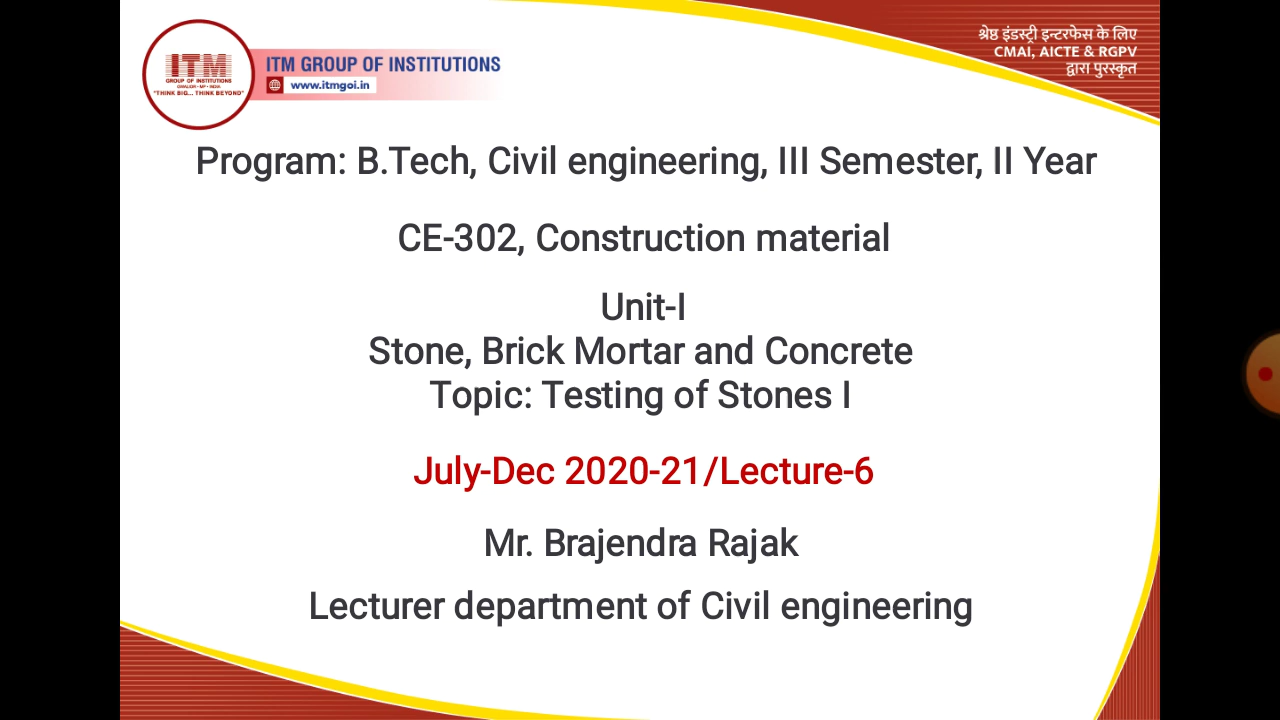 ITM
GROUP OF INSTITUTIONS
GWALIOR - MP - INDIA
"THINK BIG... THINK BEYOND"
ITM GROUP OF INSTITUTIONS
www.itmgoi.in
श्रेष्ठ इंडस्ट्री इन्टरफेस के लिए
CMAI, AICTE & RGPV
द्वारा पुरस्कृत
Program: B.Tech, Civil engineering, III Semester, II Year
CE-302, Construction material
Unit-I
Stone, Brick Mortar and Concrete
Topic: Testing of Stones I
July-Dec 2020-21/Lecture-6
Mr. Brajendra Rajak
Lecturer department of Civil engineering